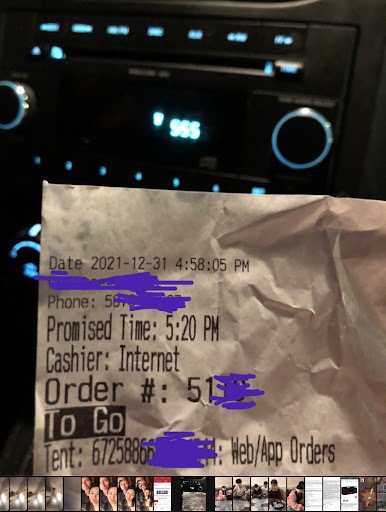 555
Date 2021-12-31 4:58:05 PM
Phone: 5
Promised Time: 5:20 PM
Cashier: Internet
Order #: 51
To Go
Tent: 6725886 : Web/App Orders